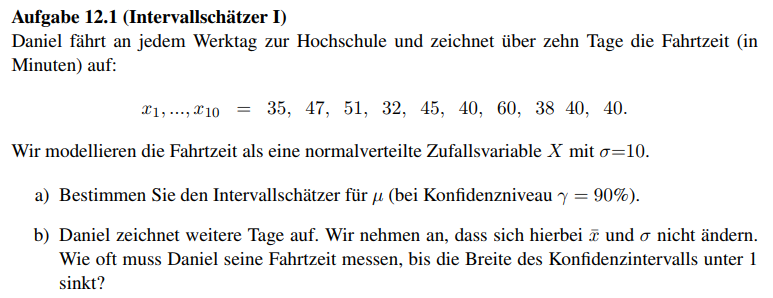 Aufgabe 12.1 (Intervallschätzer I)
Daniel fährt an jedem Werktag zur Hochschule und zeichnet über zehn Tage die Fahrtzeit (in
Minuten) auf:
x₁, ..., x₁₀ = 35, 47, 51, 32, 45, 40, 60, 38 40, 40.
Wir modellieren die Fahrtzeit als eine normalverteilte Zufallsvariable X mit σ=10.
a) Bestimmen Sie den Intervallschätzer für μ (bei Konfidenzniveau γ = 90%).
b) Daniel zeichnet weitere Tage auf. Wir nehmen an, dass sich hierbei x̄ und σ nicht ändern.
Wie oft muss Daniel seine Fahrtzeit messen, bis die Breite des Konfidenzintervalls unter 1
sinkt?